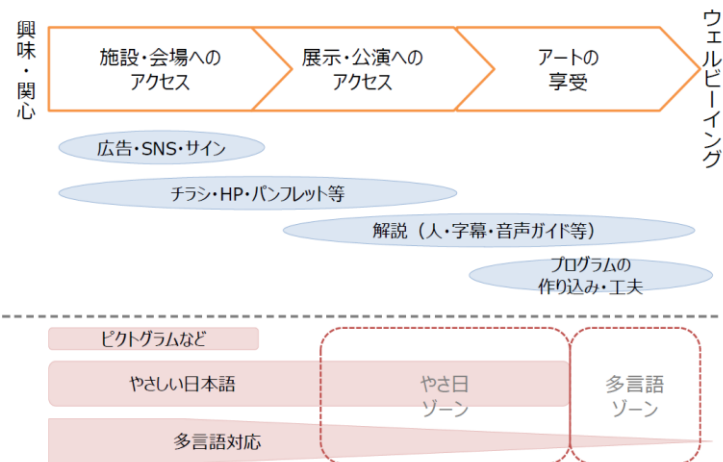 興味・関心
施設・会場への
アクセス
展示・公演への
アクセス
アートの
享受
ウェルビーイング
広告・SNS・サイン
チラシ・HP・パンフレット等
解説（人・字幕・音声ガイド等）
プログラムの
作り込み・工夫
ピクトグラムなど
やさしい日本語
やさ日
ゾーン
多言語
ゾーン
多言語対応